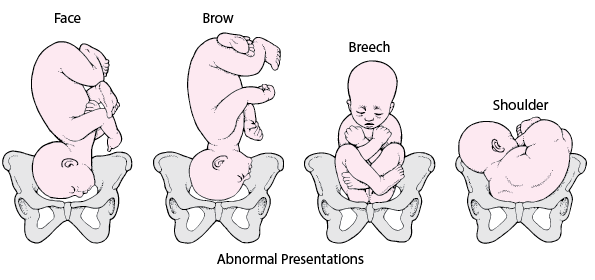 Face
Brow
Breech
Shoulder
Abnormal Presentations